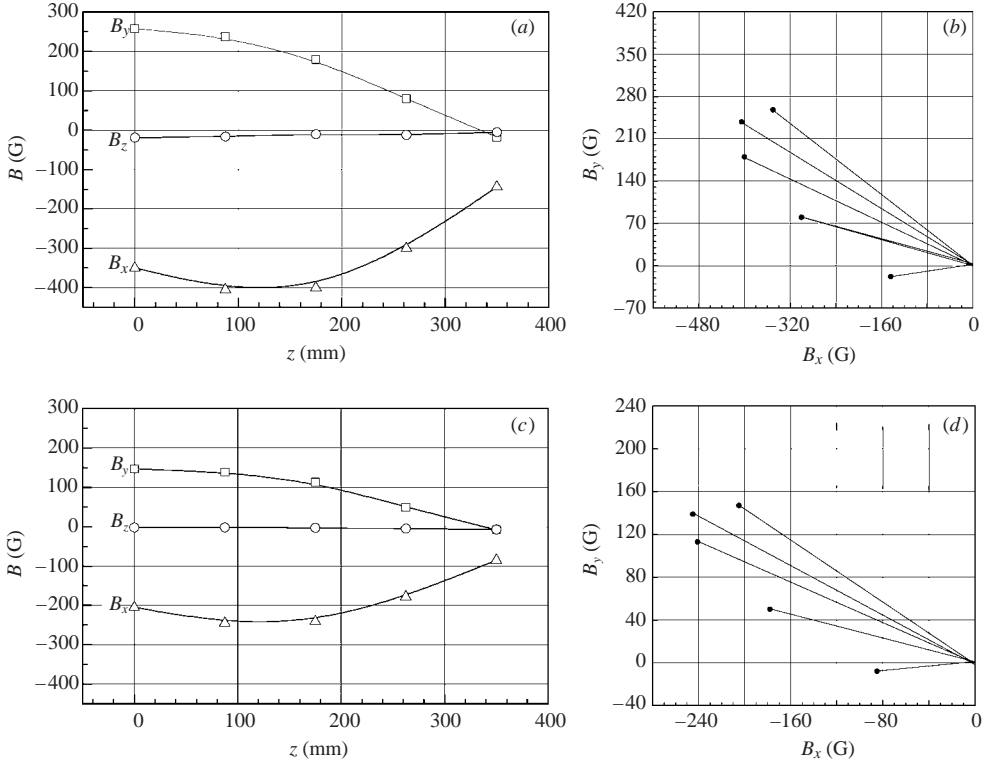 300
200
100
0
−100
−200
−300
−400
B (G)
0
100
200
300
400
z (mm)
B_y
B_z
B_x
(a)
420
350
280
210
140
70
0
−70
B_y (G)
−480
−320
−160
0
B_x (G)
(b)
300
200
100
0
−100
−200
−300
−400
B (G)
0
100
200
300
400
z (mm)
B_y
B_z
B_x
(c)
240
200
160
120
80
40
0
−40
B_y (G)
−240
−160
−80
0
B_x (G)
(d)